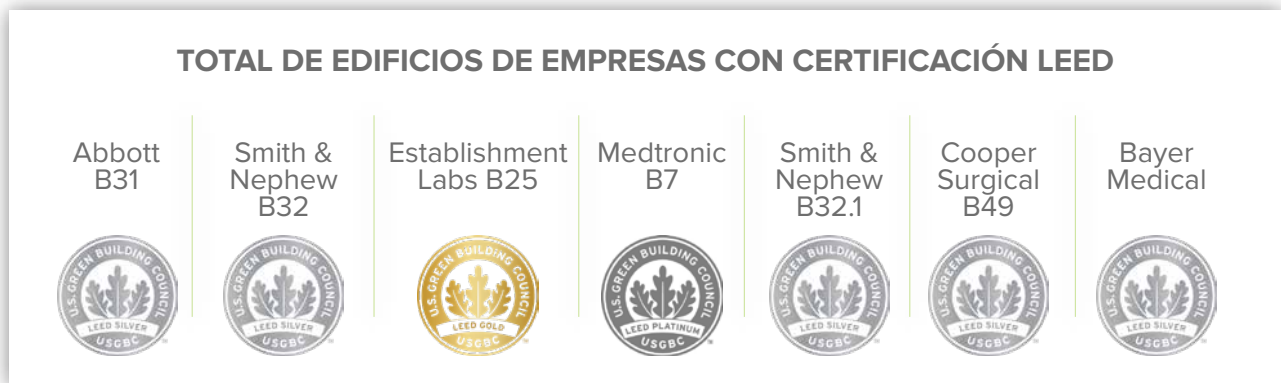 TOTAL DE EDIFICIOS DE EMPRESAS CON CERTIFICACIÓN LEED
Abbott
B31
Smith &
Nephew
B32
Establishment
Labs B25
Medtronic
B7
Smith &
Nephew
B32.1
Cooper
Surgical
B49
Bayer
Medical
U.S. GREEN BUILDING COUNCIL
LEED SILVER
USGBC
U.S. GREEN BUILDING COUNCIL
LEED SILVER
USGBC
U.S. GREEN BUILDING COUNCIL
LEED GOLD
USGBC
U.S. GREEN BUILDING COUNCIL
LEED PLATINUM
USGBC
U.S. GREEN BUILDING COUNCIL
LEED SILVER
USGBC
U.S. GREEN BUILDING COUNCIL
LEED SILVER
USGBC
U.S. GREEN BUILDING COUNCIL
LEED SILVER
USGBC